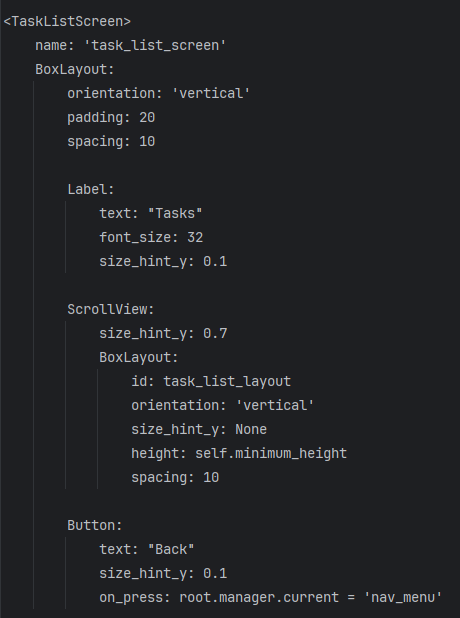 <TaskListScreen>
    name: 'task_list_screen'
    BoxLayout:
        orientation: 'vertical'
        padding: 20
        spacing: 10

        Label:
            text: "Tasks"
            font_size: 32
            size_hint_y: 0.1

        ScrollView:
            size_hint_y: 0.7
            BoxLayout:
                id: task_list_layout
                orientation: 'vertical'
                size_hint_y: None
                height: self.minimum_height
                spacing: 10

        Button:
            text: "Back"
            size_hint_y: 0.1
            on_press: root.manager.current = 'nav_menu'